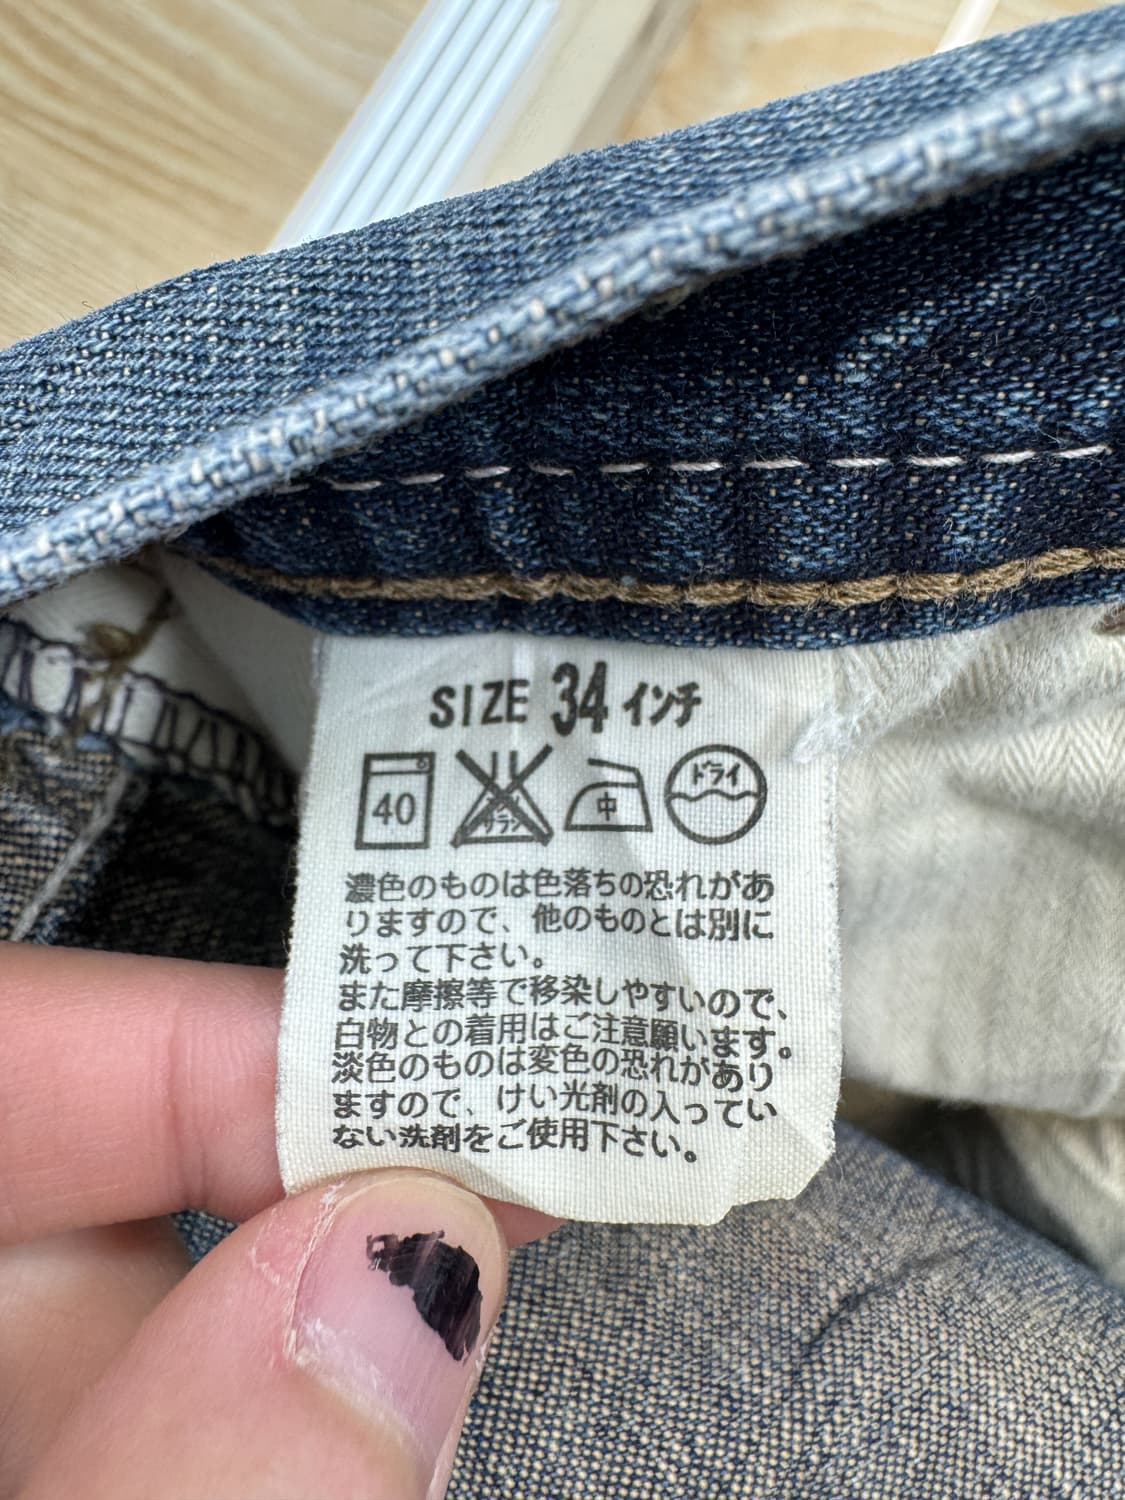 SIZE 34 インチ
40 サラシ 中 ドライ
濃色のものは色落ちの恐れがあ
りますので、他のものとは別に
洗って下さい。
また摩擦等で移染しやすいので、
白物との着用はご注意願います。
淡色のものは変色の恐れがあり
ますので、けい光剤の入ってい
ない洗剤をご使用下さい。